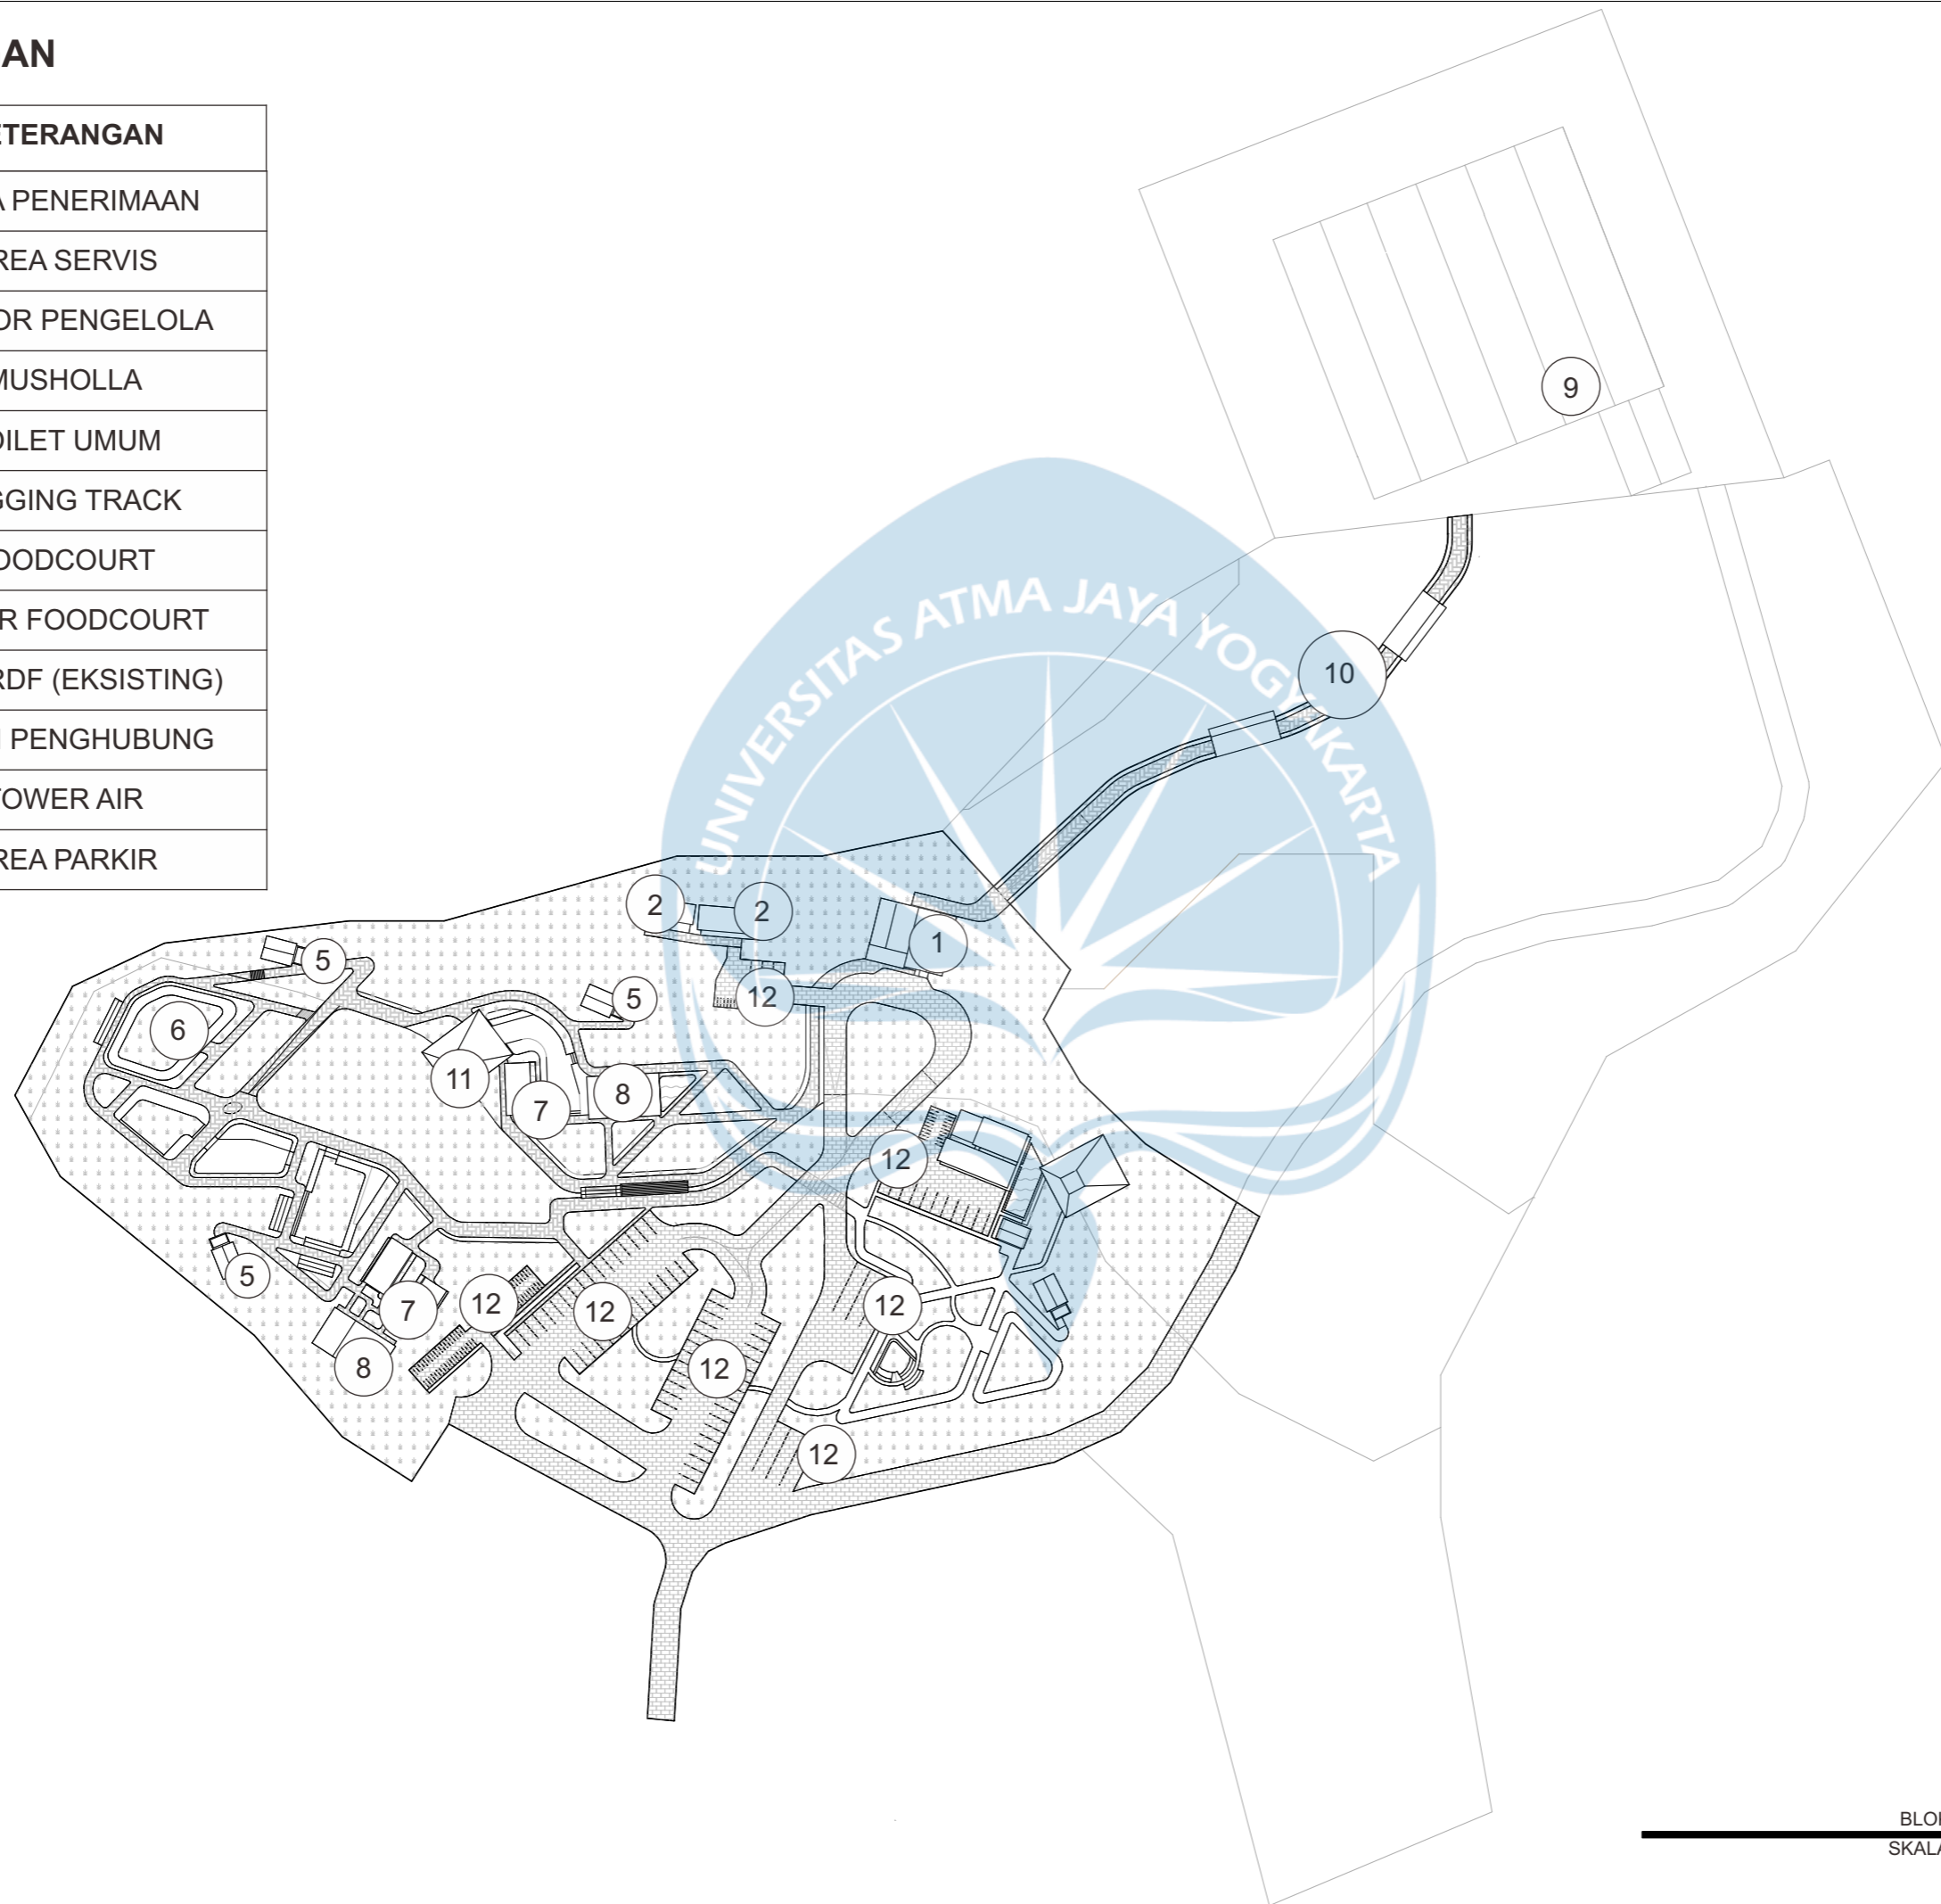 AN
ETERANGAN
A PENERIMAAN
REA SERVIS
OR PENGELOLA
MUSHOLLA
OILET UMUM
GGING TRACK
OODCOURT
R FOODCOURT
RDF (EKSISTING)
PENGHUBUNG
TOWER AIR
REA PARKIR
9
UNIVERSITAS ATMA JAYA YOGYAKARTA
10
2
2
1
5
5
12
6
11
7
8
12
5
7
12
12
12
8
12
12
BLOK
SKALA